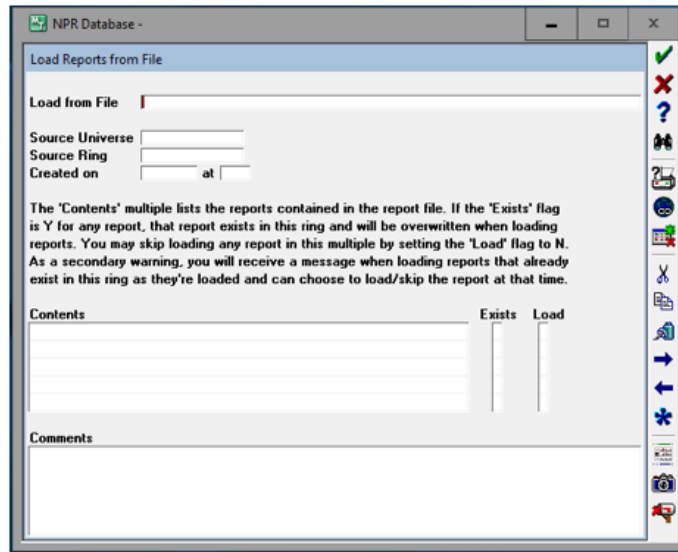 NPR Database -
Load Reports from File
Load from File
Source Universe
Source Ring
Created on at
The 'Contents' multiple lists the reports contained in the report file. If the 'Exists' flag
is Y for any report, that report exists in this ring and will be overwritten when loading
reports. You may skip loading any report in this multiple by setting the 'Load' flag to N.
As a secondary warning, you will receive a message when loading reports that already
exist in this ring as they're loaded and can choose to load/skip the report at that time.
Contents Exists Load
Comments